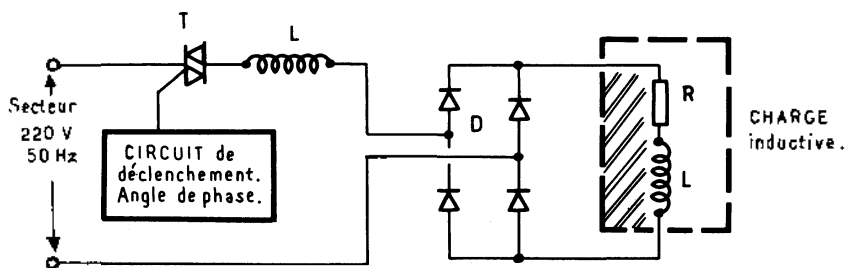 T
L
Secteur
220 V
50 Hz
CIRCUIT de
déclenchement.
Angle de phase.
D
R
L
CHARGE
inductive.